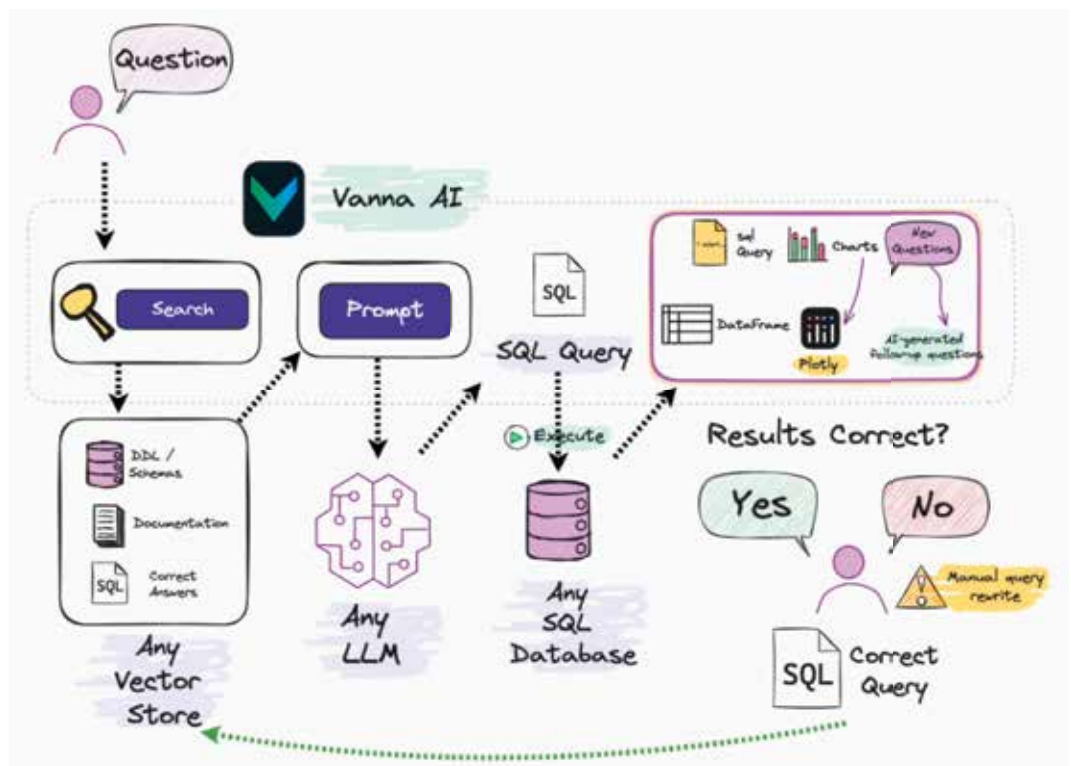 Question
Vanna AI
Search
Prompt
SQL
SQL Query
sql
Query
Charts
New
Questions
DataFrame
Plotly
AI-generated
follow-up questions
DDL /
Schemas
Documentation
SQL
Correct
Answers
Any
Vector
Store
Any
LLM
Execute
Any
SQL
Database
Results Correct?
Yes
No
Manual query
rewrite
SQL
Correct
Query